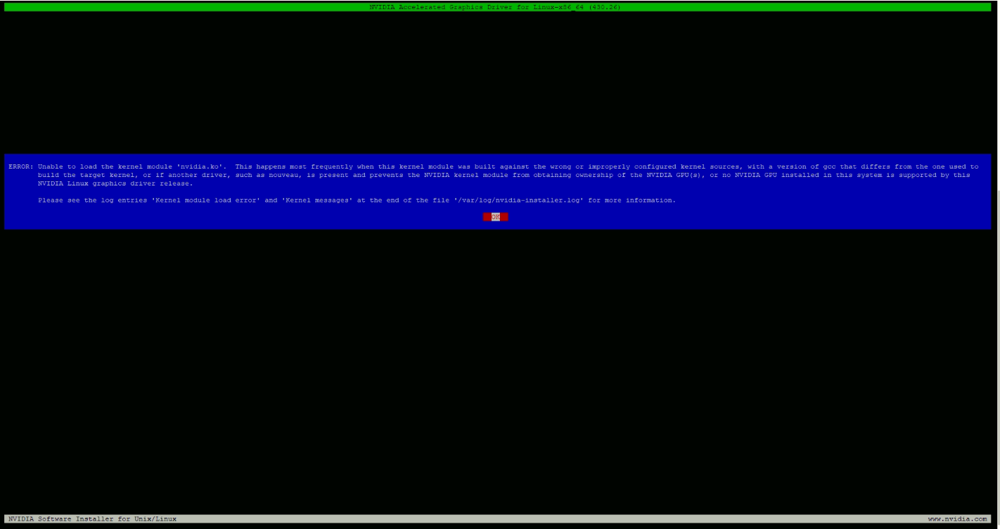 NVIDIA Accelerated Graphics Driver for Linux-x86_64 (430.26)
ERROR: Unable to load the kernel module 'nvidia.ko'.  This happens most frequently when this kernel module was built against the wrong or improperly configured kernel sources, with a version of gcc that differs from the one used to
build the target kernel, or if another driver, such as nouveau, is present and prevents the NVIDIA kernel module from obtaining ownership of the NVIDIA GPU(s), or no NVIDIA GPU installed in this system is supported by this
NVIDIA Linux graphics driver release.
Please see the log entries 'Kernel module load error' and 'Kernel messages' at the end of the file '/var/log/nvidia-installer.log' for more information.
OK
NVIDIA Software Installer for Unix/Linux www.nvidia.com